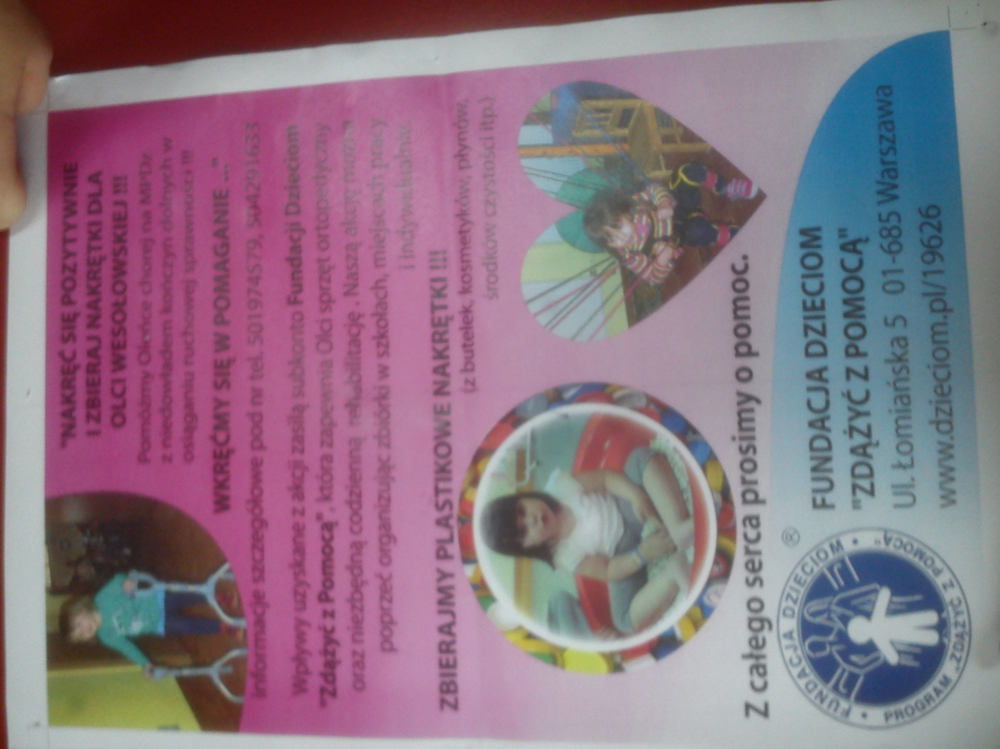 "NAKRĘĆ SIĘ POZYTYWNIE
I ZBIERAJ NAKRĘTKI DLA
OLCI WESOŁOWSKIEJ !!!
Pomóżmy Oleńce chorej na MPDz
z niedowładem kończyn dolnych w
osiąganiu ruchowej sprawności !!!
WKRĘĆMY SIĘ W POMAGANIE ..."
Informacje szczegółowe pod nr tel. 501974579, 504291633
Wpływy uzyskane z akcji zasilą subkonto Fundacji Dzieciom
"Zdążyć z Pomocą", która zapewnia Olci sprzęt ortopedyczny
oraz niezbędną codzienną rehabilitację. Naszą akcję można
poprzeć organizując zbiórki w szkołach, miejscach pracy
i indywidualnie.
ZBIERAJMY PLASTIKOWE NAKRĘTKI !!!
(z butelek, kosmetyków, płynów,
środków czystości itp.)
Z całego serca prosimy o pomoc.
FUNDACJA DZIECIOM
"ZDĄŻYĆ Z POMOCĄ"
Ul. Łomiańska 5 01-685 Warszawa
www.dzieciom.pl/19626
FUNDACJA DZIECIOM ®
PROGRAM „ZDĄŻYĆ Z POMOCĄ"